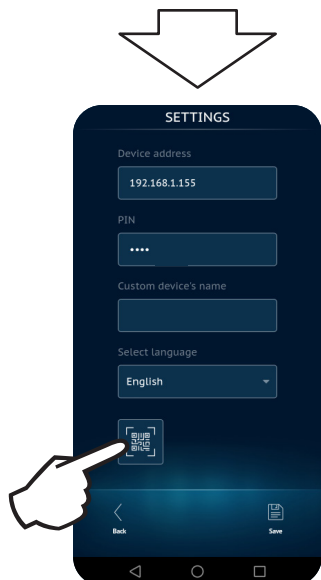 SETTINGS
Device address
192.168.1.155
PIN
••••
Custom device's name
Select language
English
Back
Save